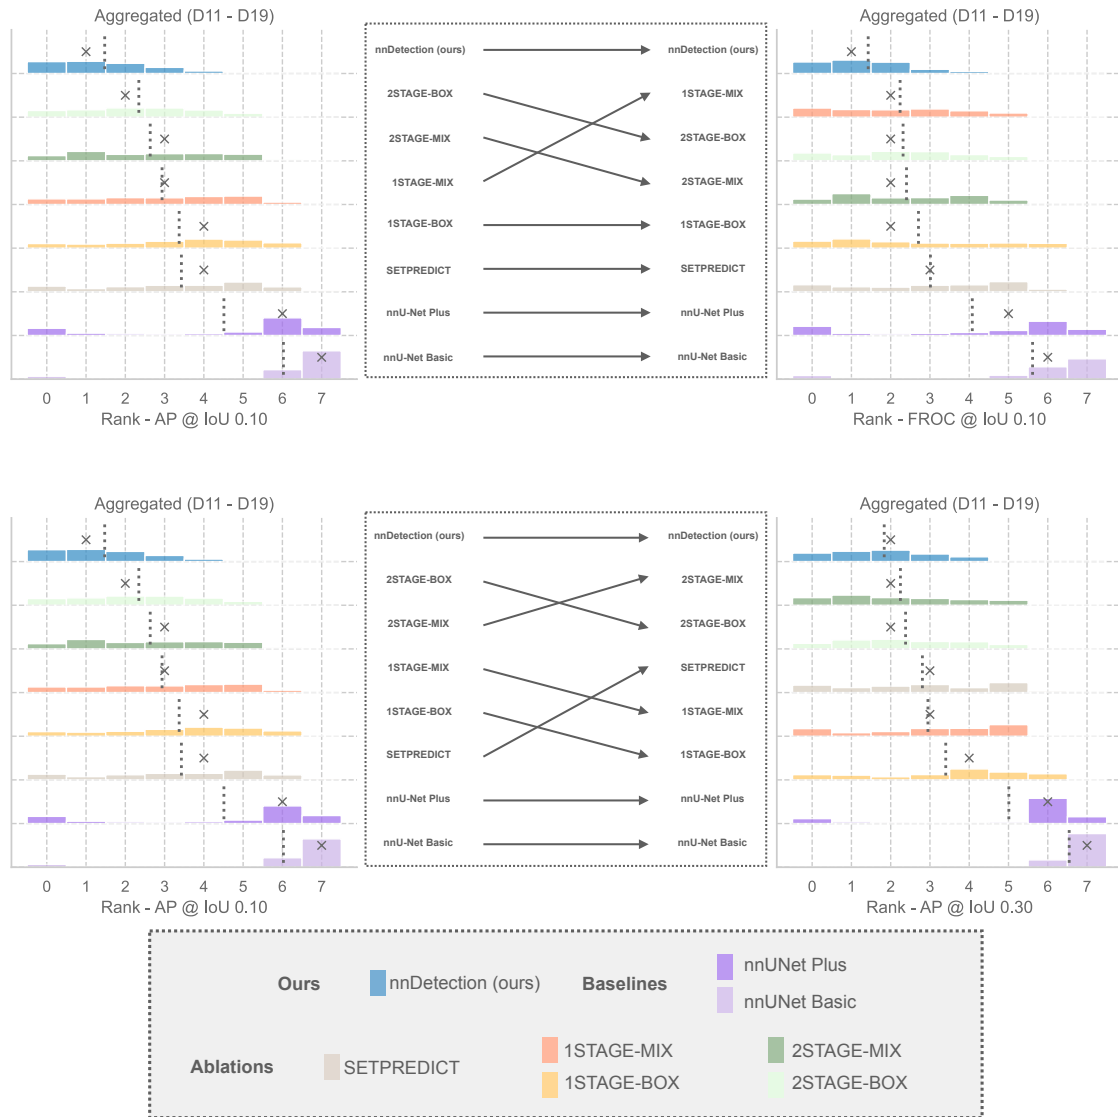 Aggregated (D11 - D19)
nnDetection (ours)
2STAGE-BOX
2STAGE-MIX
1STAGE-MIX
1STAGE-BOX
SETPREDICT
nnU-Net Plus
nnU-Net Basic
0 1 2 3 4 5 6 7
Rank - AP @ IoU 0.10
Aggregated (D11 - D19)
nnDetection (ours)
1STAGE-MIX
2STAGE-BOX
2STAGE-MIX
1STAGE-BOX
SETPREDICT
nnU-Net Plus
nnU-Net Basic
0 1 2 3 4 5 6 7
Rank - FROC @ IoU 0.10
Aggregated (D11 - D19)
nnDetection (ours)
2STAGE-BOX
2STAGE-MIX
1STAGE-MIX
1STAGE-BOX
SETPREDICT
nnU-Net Plus
nnU-Net Basic
0 1 2 3 4 5 6 7
Rank - AP @ IoU 0.10
Aggregated (D11 - D19)
nnDetection (ours)
2STAGE-MIX
2STAGE-BOX
SETPREDICT
1STAGE-MIX
1STAGE-BOX
nnU-Net Plus
nnU-Net Basic
0 1 2 3 4 5 6 7
Rank - AP @ IoU 0.30
Ours
nnDetection (ours)
Baselines
nnUNet Plus
nnUNet Basic
Ablations
SETPREDICT
1STAGE-MIX
1STAGE-BOX
2STAGE-MIX
2STAGE-BOX